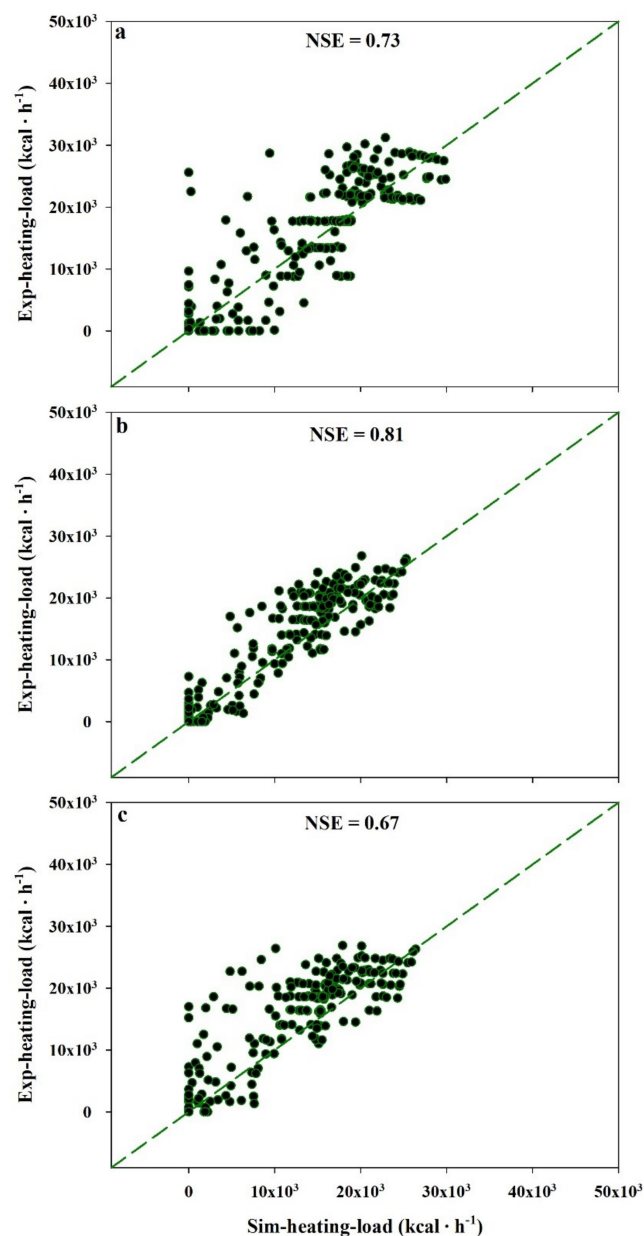 a
NSE = 0.73
50x10³
40x10³
30x10³
20x10³
10x10³
0
Exp-heating-load (kcal · h⁻¹)
b
NSE = 0.81
50x10³
40x10³
30x10³
20x10³
10x10³
0
Exp-heating-load (kcal · h⁻¹)
c
NSE = 0.67
50x10³
40x10³
30x10³
20x10³
10x10³
0
Exp-heating-load (kcal · h⁻¹)
0 10x10³ 20x10³ 30x10³ 40x10³ 50x10³
Sim-heating-load (kcal · h⁻¹)